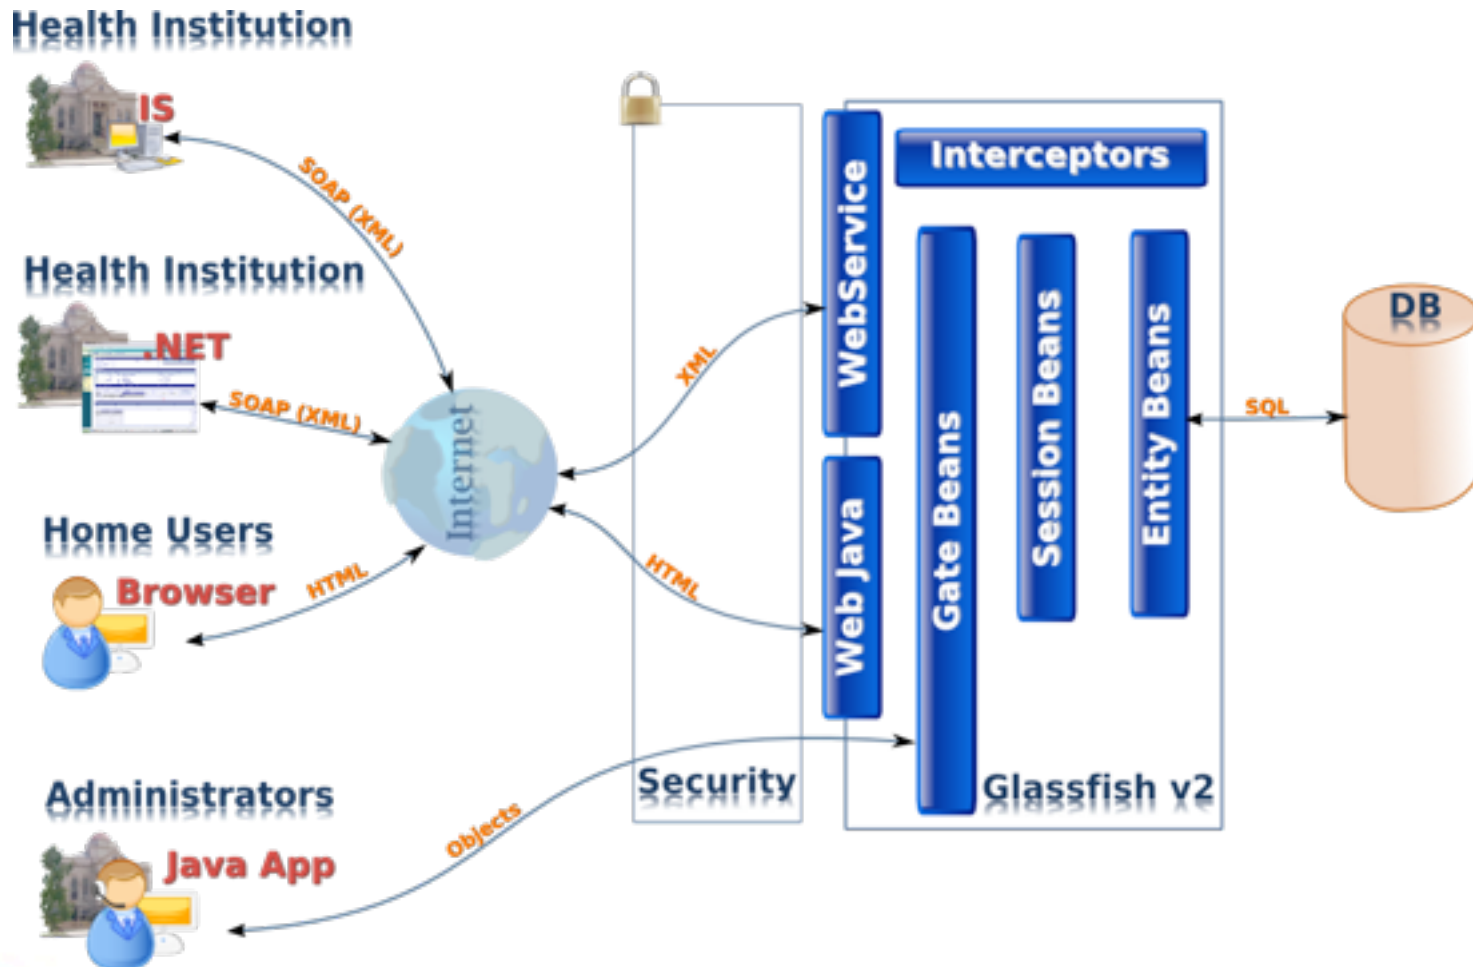 Health Institution
IS
SOAP (XML)
Health Institution
.NET
SOAP (XML)
Internet
Home Users
Browser
HTML
Administrators
Java App
Objects
XML
HTML
Security
WebService
Web Java
Interceptors
Gate Beans
Session Beans
Entity Beans
Glassfish v2
SQL
DB